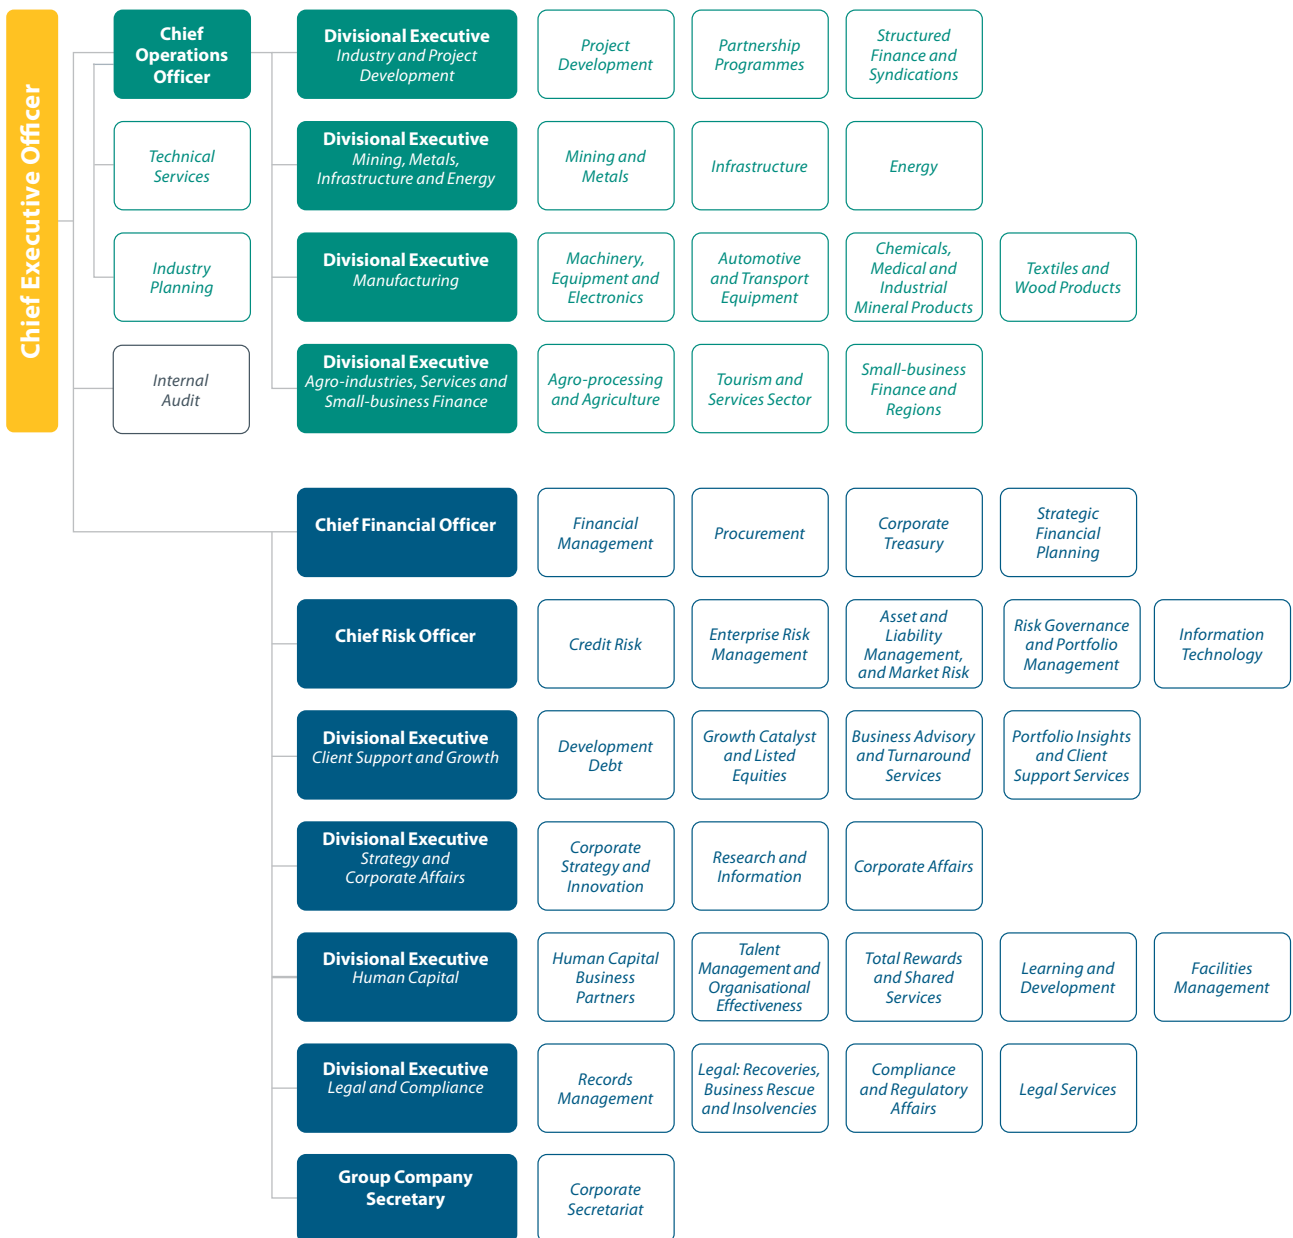 Chief Executive Officer
Chief
Operations
Officer
Technical
Services
Industry
Planning
Internal
Audit
Divisional Executive
Industry and Project
Development
Project
Development
Partnership
Programmes
Structured
Finance and
Syndications
Divisional Executive
Mining, Metals,
Infrastructure and Energy
Mining and
Metals
Infrastructure
Energy
Divisional Executive
Manufacturing
Machinery,
Equipment and
Electronics
Automotive
and Transport
Equipment
Chemicals,
Medical and
Industrial
Mineral Products
Textiles and
Wood Products
Divisional Executive
Agro-industries, Services and
Small-business Finance
Agro-processing
and Agriculture
Tourism and
Services Sector
Small-business
Finance and
Regions
Chief Financial Officer
Financial
Management
Procurement
Corporate
Treasury
Strategic
Financial
Planning
Chief Risk Officer
Credit Risk
Enterprise Risk
Management
Asset and
Liability
Management,
and Market Risk
Risk Governance
and Portfolio
Management
Information
Technology
Divisional Executive
Client Support and Growth
Development
Debt
Growth Catalyst
and Listed
Equities
Business Advisory
and Turnaround
Services
Portfolio Insights
and Client
Support Services
Divisional Executive
Strategy and
Corporate Affairs
Corporate
Strategy and
Innovation
Research and
Information
Corporate Affairs
Divisional Executive
Human Capital
Human Capital
Business
Partners
Talent
Management and
Organisational
Effectiveness
Total Rewards
and Shared
Services
Learning and
Development
Facilities
Management
Divisional Executive
Legal and Compliance
Records
Management
Legal: Recoveries,
Business Rescue
and Insolvencies
Compliance
and Regulatory
Affairs
Legal Services
Group Company
Secretary
Corporate
Secretariat